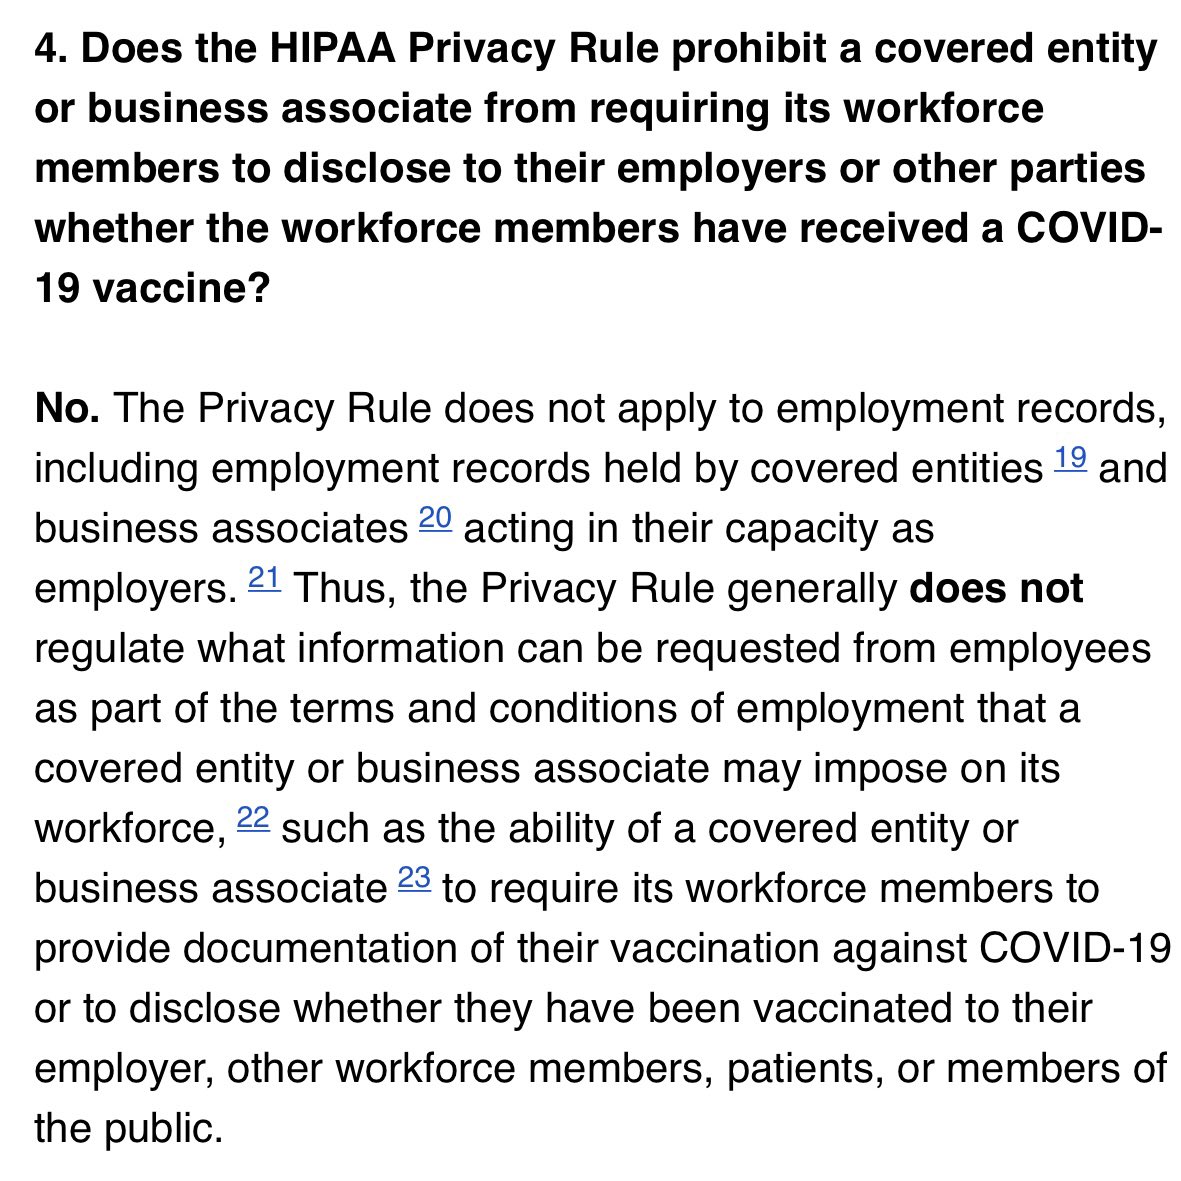 4. Does the HIPAA Privacy Rule prohibit a covered entity
or business associate from requiring its workforce
members to disclose to their employers or other parties
whether the workforce members have received a COVID-
19 vaccine?
No. The Privacy Rule does not apply to employment records,
including employment records held by covered entities 19 and
business associates 20 acting in their capacity as
employers. 21 Thus, the Privacy Rule generally does not
regulate what information can be requested from employees
as part of the terms and conditions of employment that a
covered entity or business associate may impose on its
workforce, 22 such as the ability of a covered entity or
business associate 23 to require its workforce members to
provide documentation of their vaccination against COVID-19
or to disclose whether they have been vaccinated to their
employer, other workforce members, patients, or members of
the public.